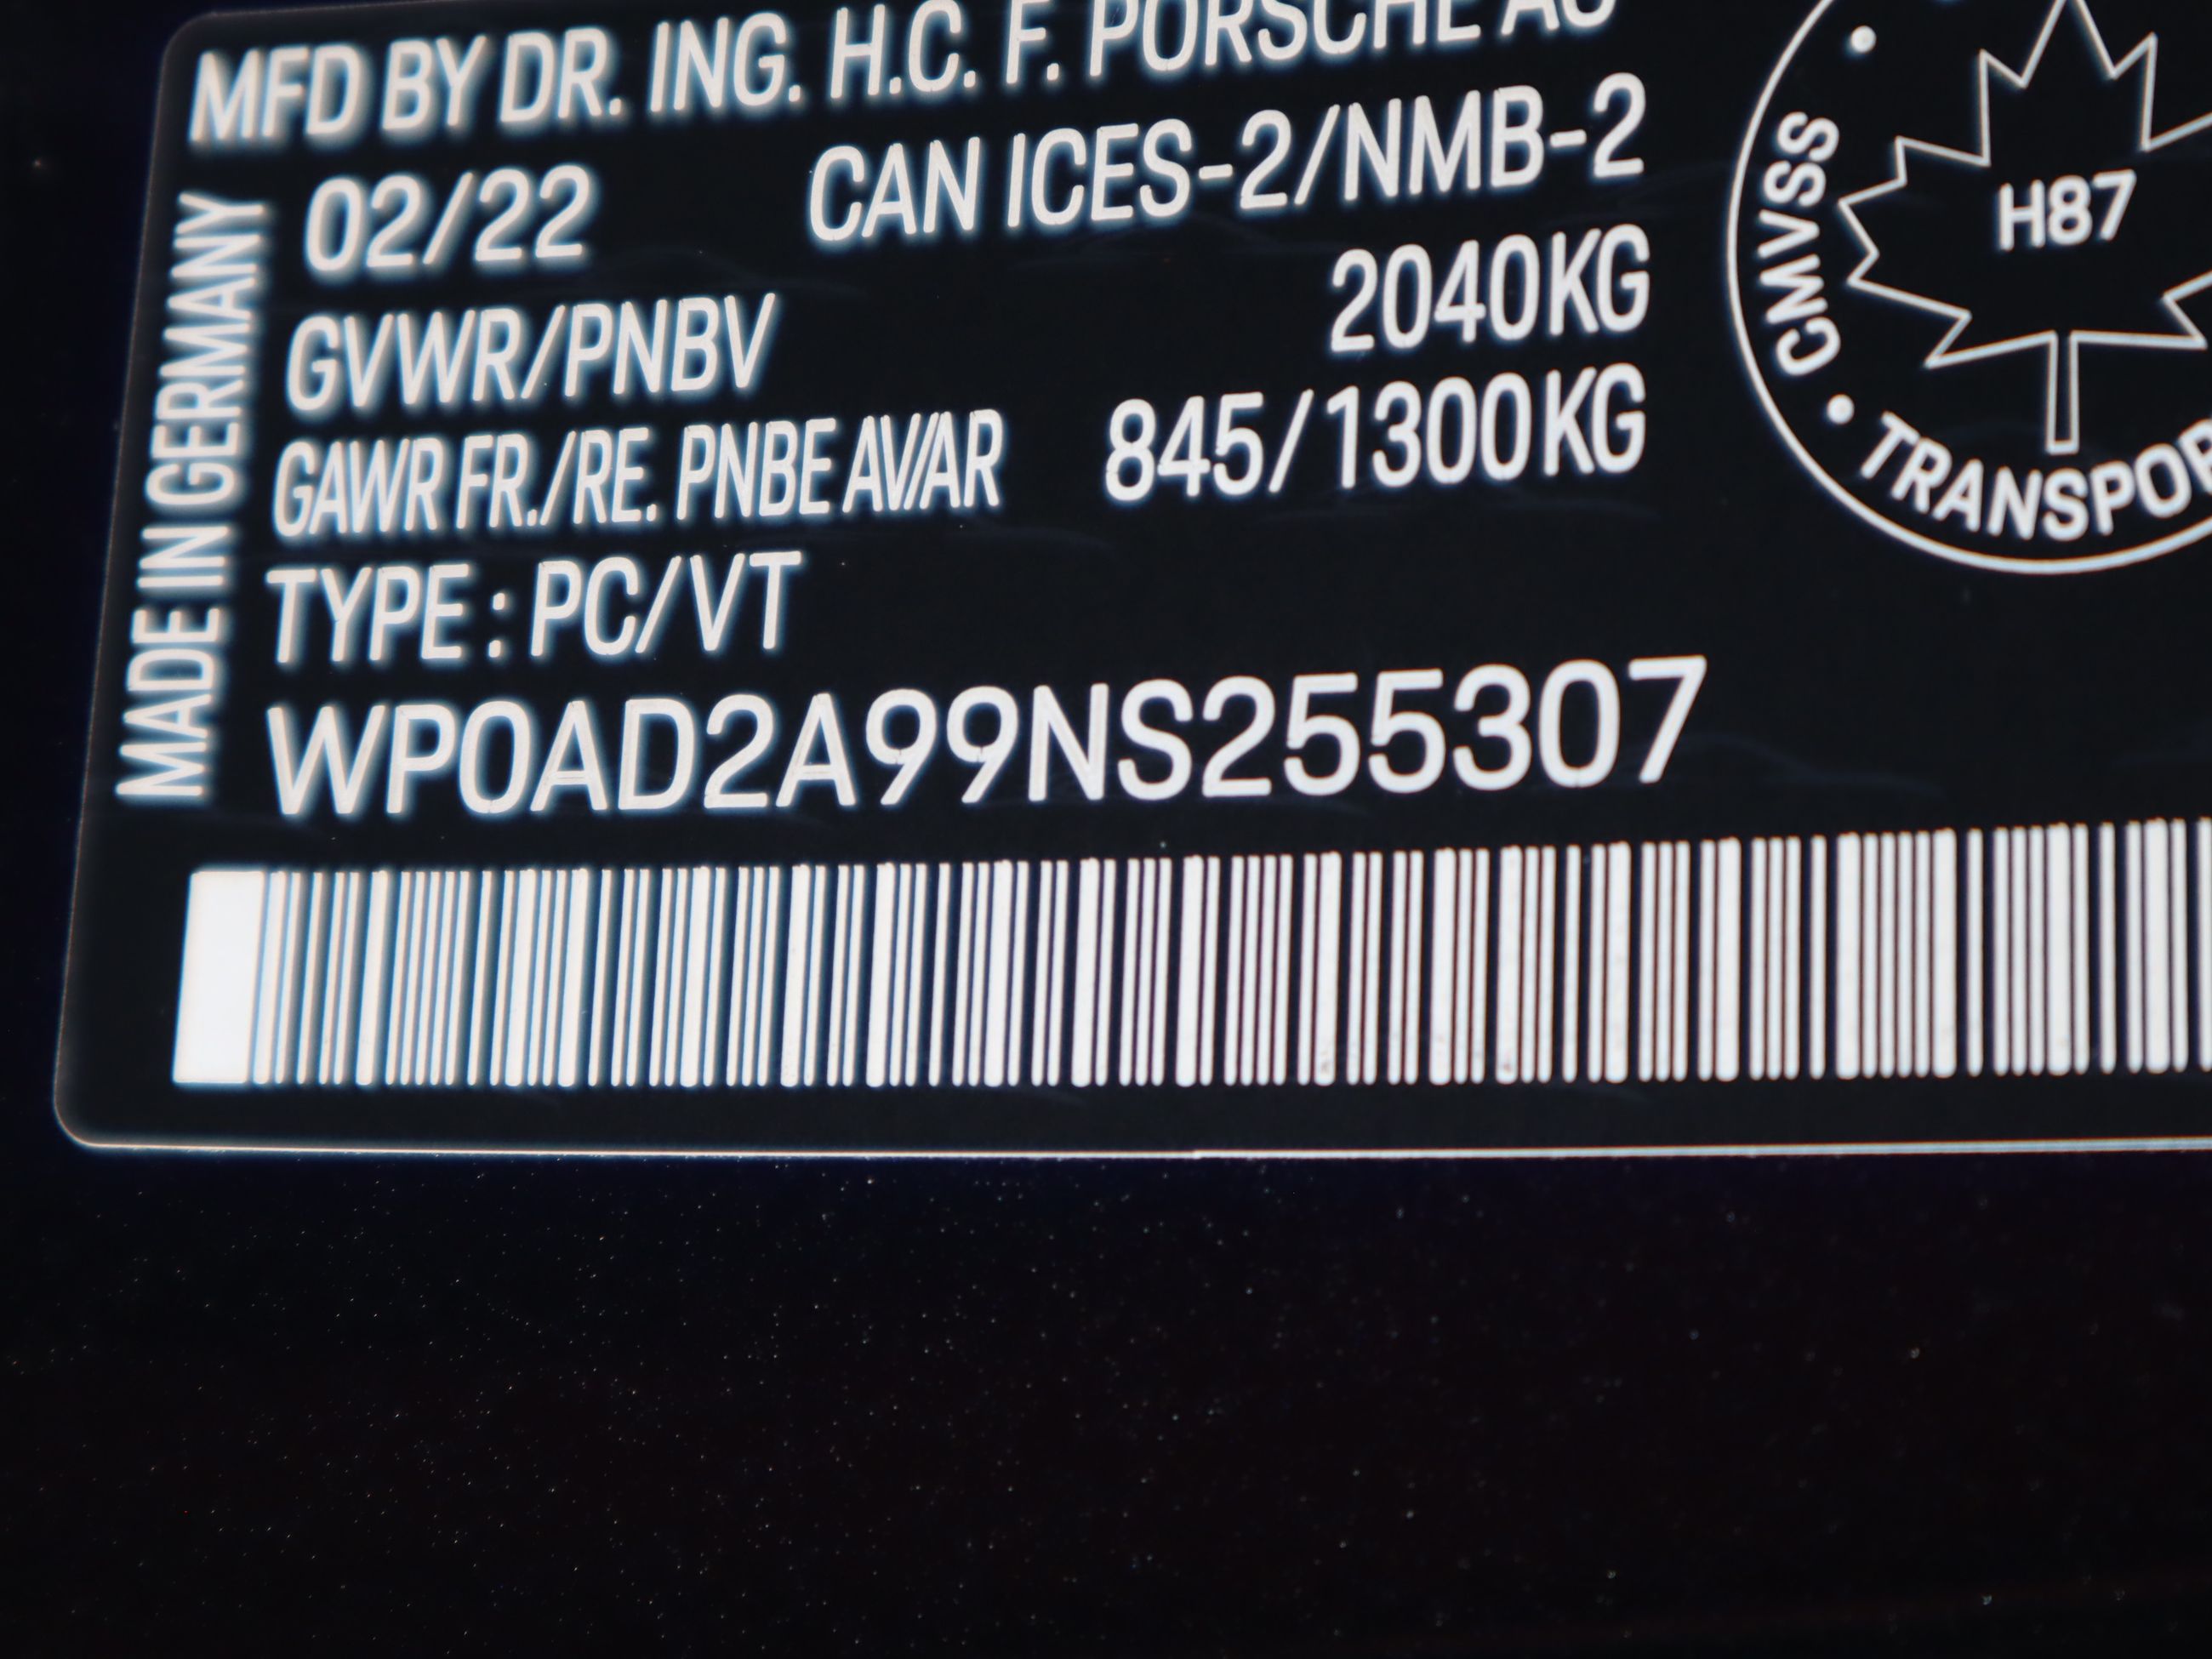 MFD BY DR. ING. H.C. F. PORSCHE AG
02/22 CAN ICES-2/NMB-2
GVWR/PNBV 2040KG
GAWR FR./RE. PNBE AV/AR 845/1300KG
TYPE : PC/VT
WP0AD2A99NS255307
MADE IN GERMANY
CMVSS
H87
TRANSPOR